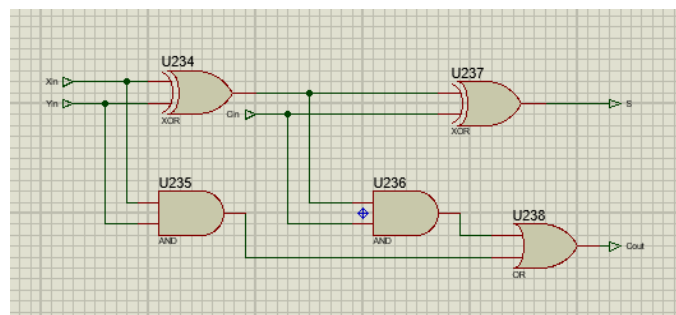 U234
Xin
Yin
XOR
Cin
U237
XOR
S
U235
AND
U236
AND
U238
OR
Cout